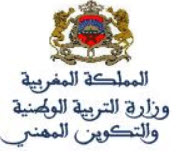 المملكة المغربية
وزارة التربية الوطنية
والتكوين المهني